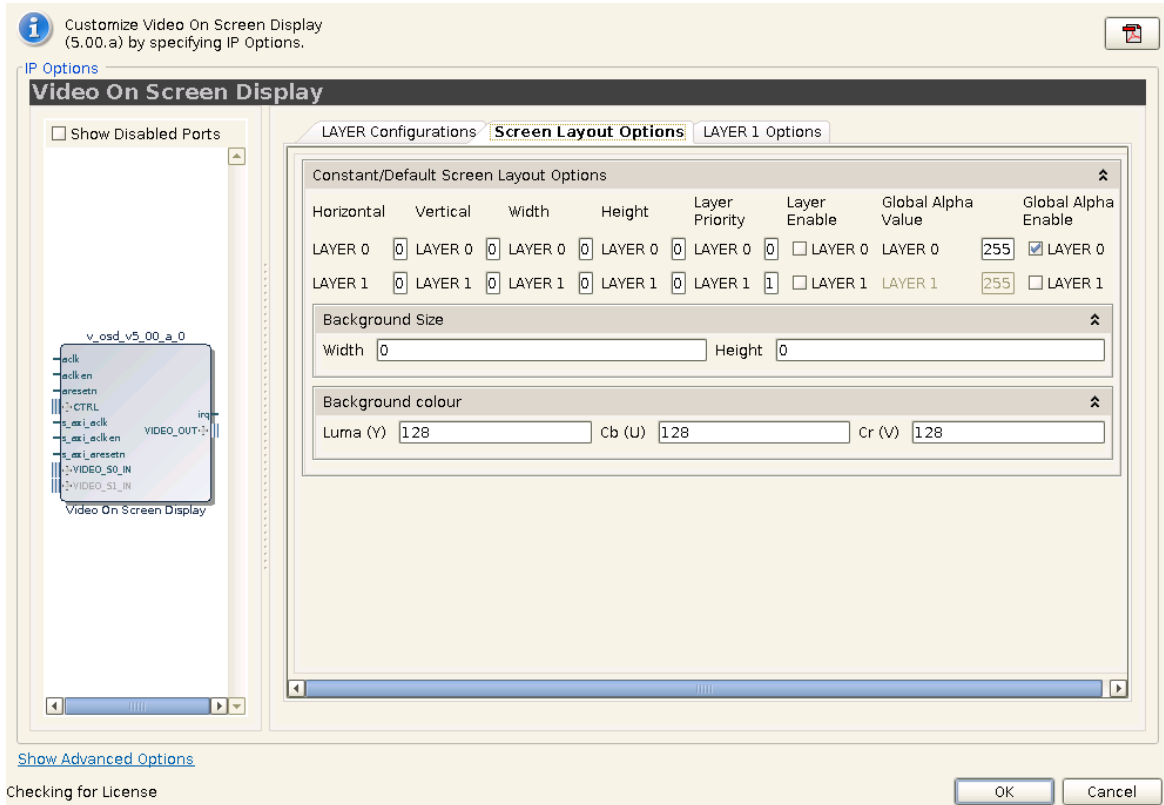 Customize Video On Screen Display
(5.00.a) by specifying IP Options.
IP Options
Video On Screen Display
Show Disabled Ports
v_osd_v5_00_a_0
aclk
aclken
aresetn
CTRL
s_axi_aclk
s_axi_aclken
s_axi_aresetn
VIDEO_S0_IN
VIDEO_S1_IN
irq
VIDEO_OUT
Video On Screen Display
LAYER Configurations Screen Layout Options LAYER 1 Options
Constant/Default Screen Layout Options
Horizontal Vertical Width Height Layer Priority Layer Enable Global Alpha Value Global Alpha Enable
LAYER 0 0 LAYER 0 0 LAYER 0 0 LAYER 0 0 LAYER 0 0 LAYER 0 LAYER 0 255 LAYER 0
LAYER 1 0 LAYER 1 0 LAYER 1 0 LAYER 1 0 LAYER 1 1 LAYER 1 LAYER 1 255 LAYER 1
Background Size
Width 0 Height 0
Background colour
Luma (Y) 128 Cb (U) 128 Cr (V) 128
Show Advanced Options
Checking for License
OK Cancel